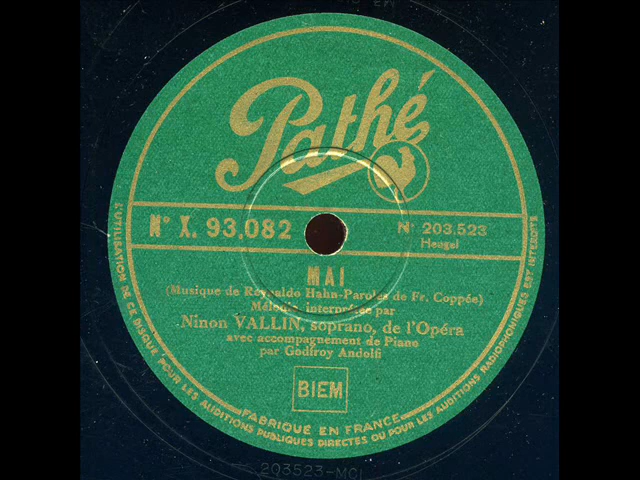 Pathé
N° X. 93.082
N° 203.523
Heugel
MAI
(Musique de Reynaldo Hahn-Paroles de Fr. Coppée)
Mélodie interprétée par
Ninon VALLIN, soprano, de l'Opéra
avec accompagnement de Piano
par Godfroy Andolfi
BIEM
FABRIQUÉ EN FRANCE
L'UTILISATION DE CE DISQUE POUR LES AUDITIONS PUBLIQUES DIRECTES OU POUR LES AUDITIONS RADIOPHONIQUES EST INTERDITE
203523-MC1